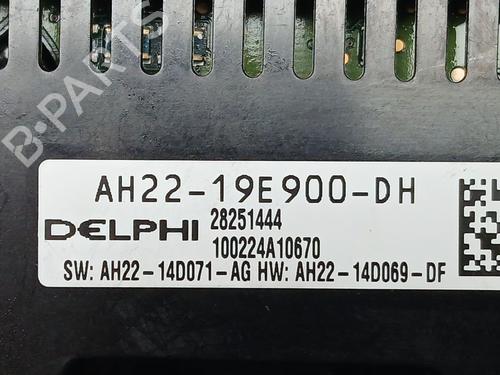 B-PARTS
AH22-19E900-DH
DELPHI 28251444
100224A10670
SW: AH22-14D071-AG HW: AH22-14D069-DF